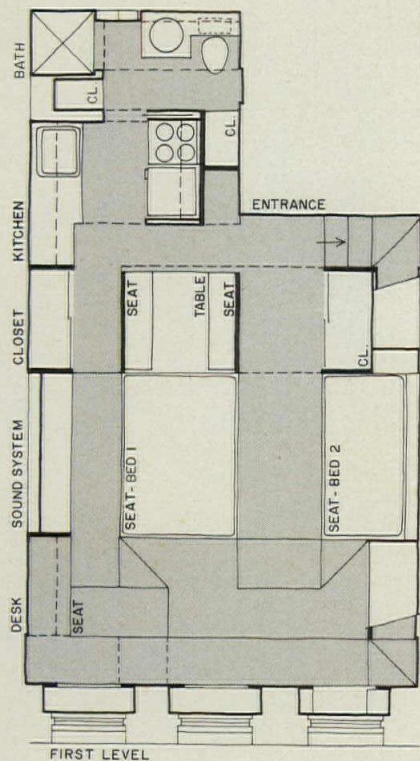 BATH
CL.
CL.
KITCHEN
ENTRANCE
CLOSET
SEAT
TABLE
SEAT
CL.
SOUND SYSTEM
SEAT-BED 1
SEAT-BED 2
DESK
SEAT
FIRST LEVEL